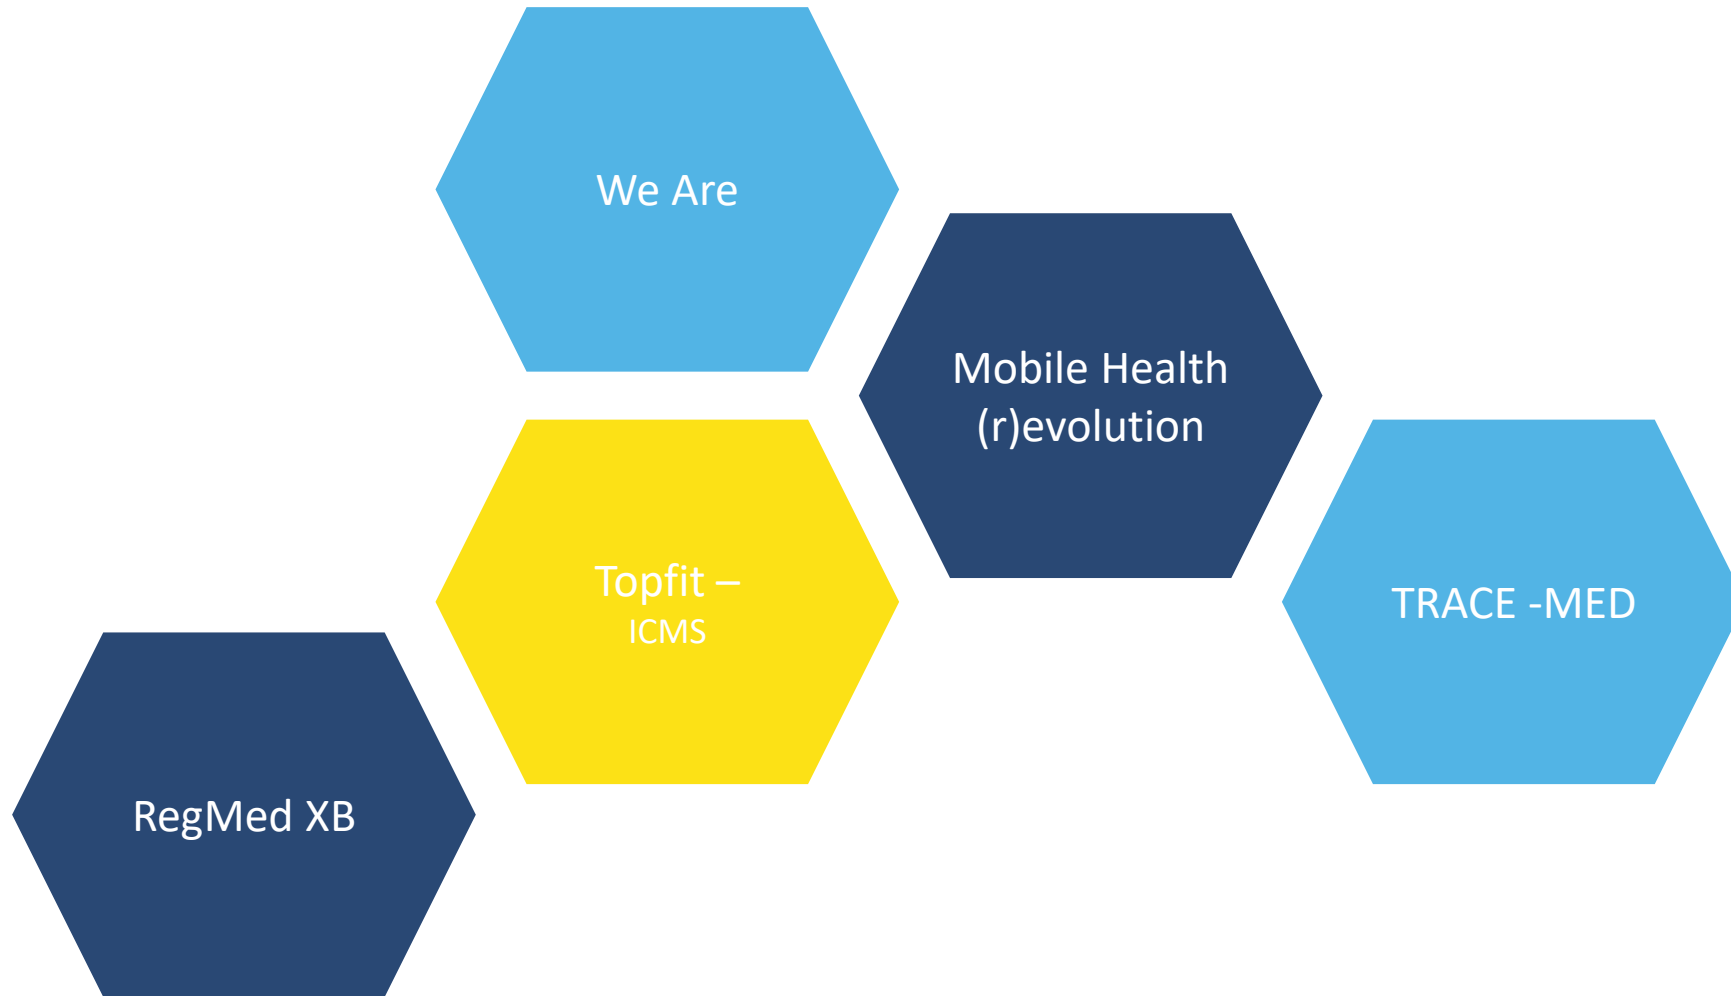 We Are
Mobile Health
(r)evolution
Topfit –
ICMS
TRACE -MED
RegMed XB